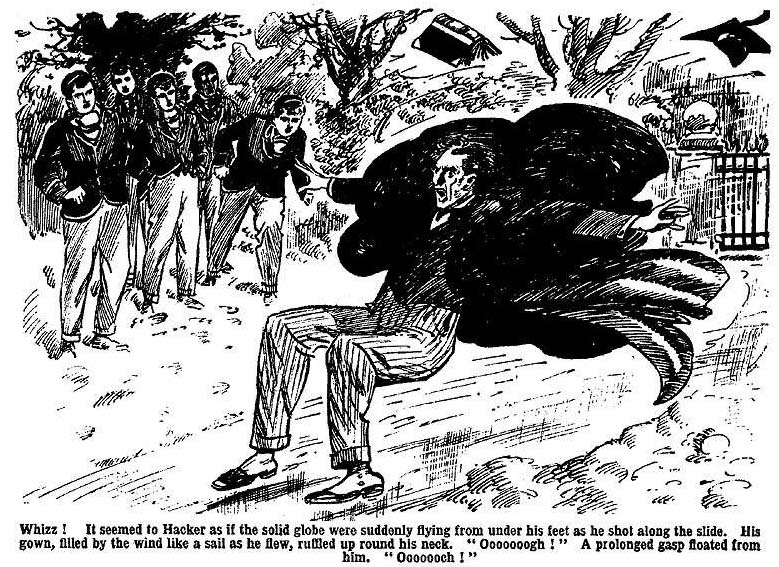 Whizz ! It seemed to Hacker as if the solid globe were suddenly flying from under his feet as he shot along the slide. His
gown, filled by the wind like a sail as he flew, ruffled up round his neck. " Ooooooogh ! " A prolonged gasp floated from
him. " Ooooooch ! "